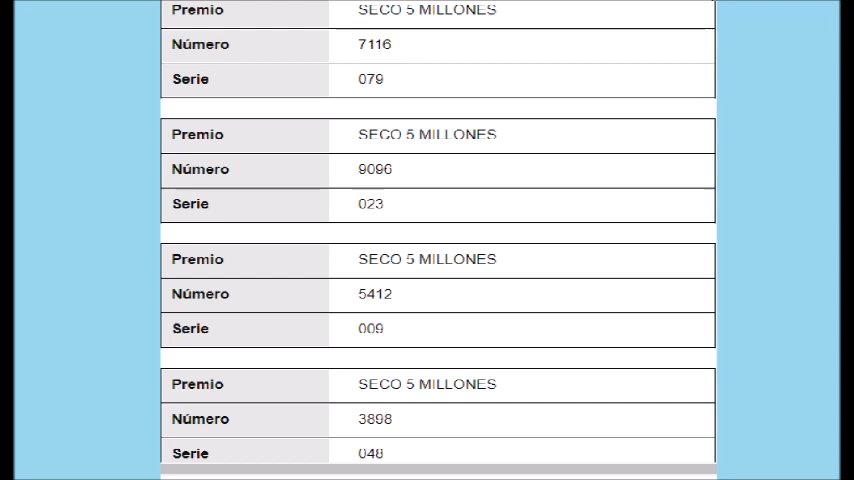 Premio SECO 5 MILLONES
Número 7116
Serie 079
Premio SECO 5 MILLONES
Número 9096
Serie 023
Premio SECO 5 MILLONES
Número 5412
Serie 009
Premio SECO 5 MILLONES
Número 3898
Serie 048